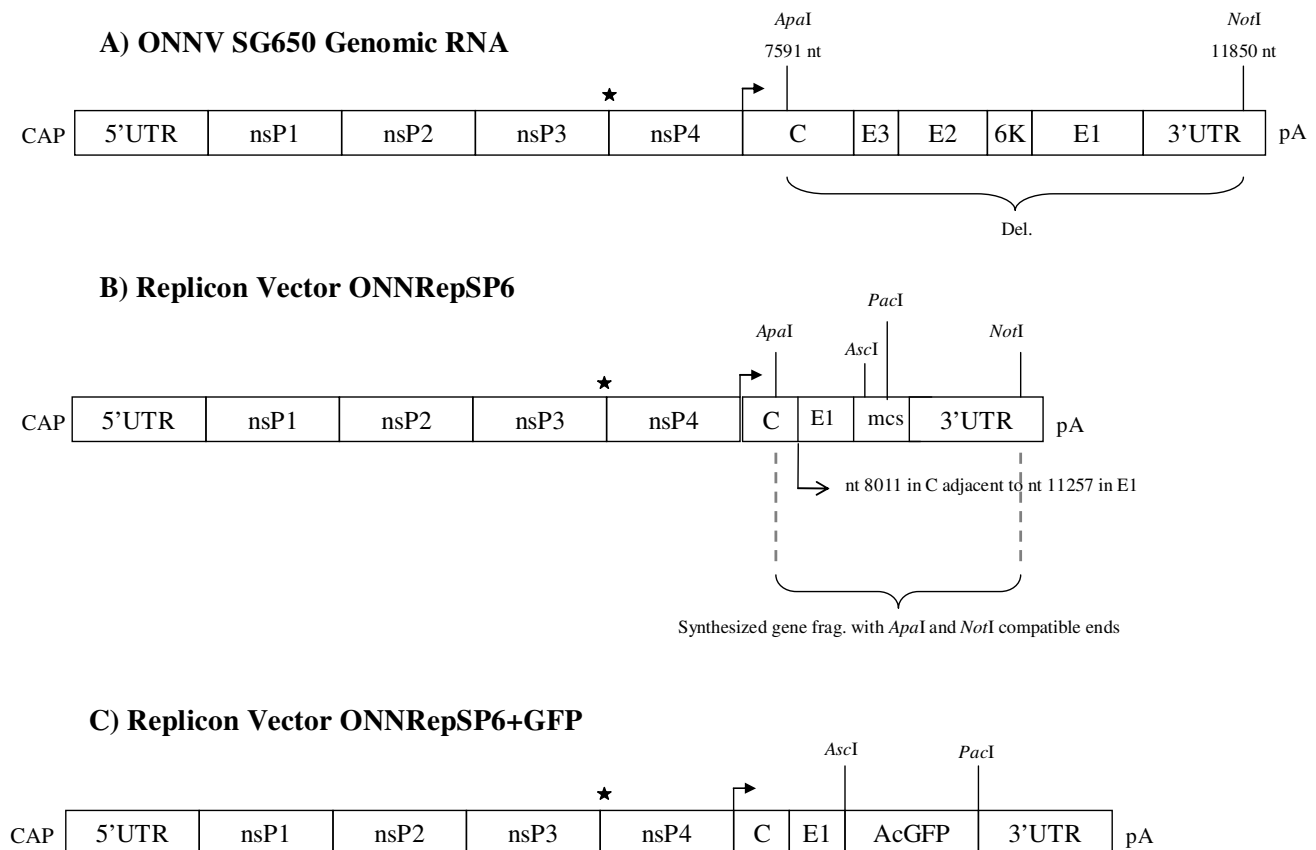 A) ONNV SG650 Genomic RNA
ApaI
7591 nt
NotI
11850 nt
CAP 5'UTR nsP1 nsP2 nsP3 nsP4 C E3 E2 6K E1 3'UTR pA
Del.
B) Replicon Vector ONNRepSP6
ApaI
AscI
PacI
NotI
CAP 5'UTR nsP1 nsP2 nsP3 nsP4 C E1 mcs 3'UTR pA
nt 8011 in C adjacent to nt 11257 in E1
Synthesized gene frag. with ApaI and NotI compatible ends
C) Replicon Vector ONNRepSP6+GFP
AscI
PacI
CAP 5'UTR nsP1 nsP2 nsP3 nsP4 C E1 AcGFP 3'UTR pA